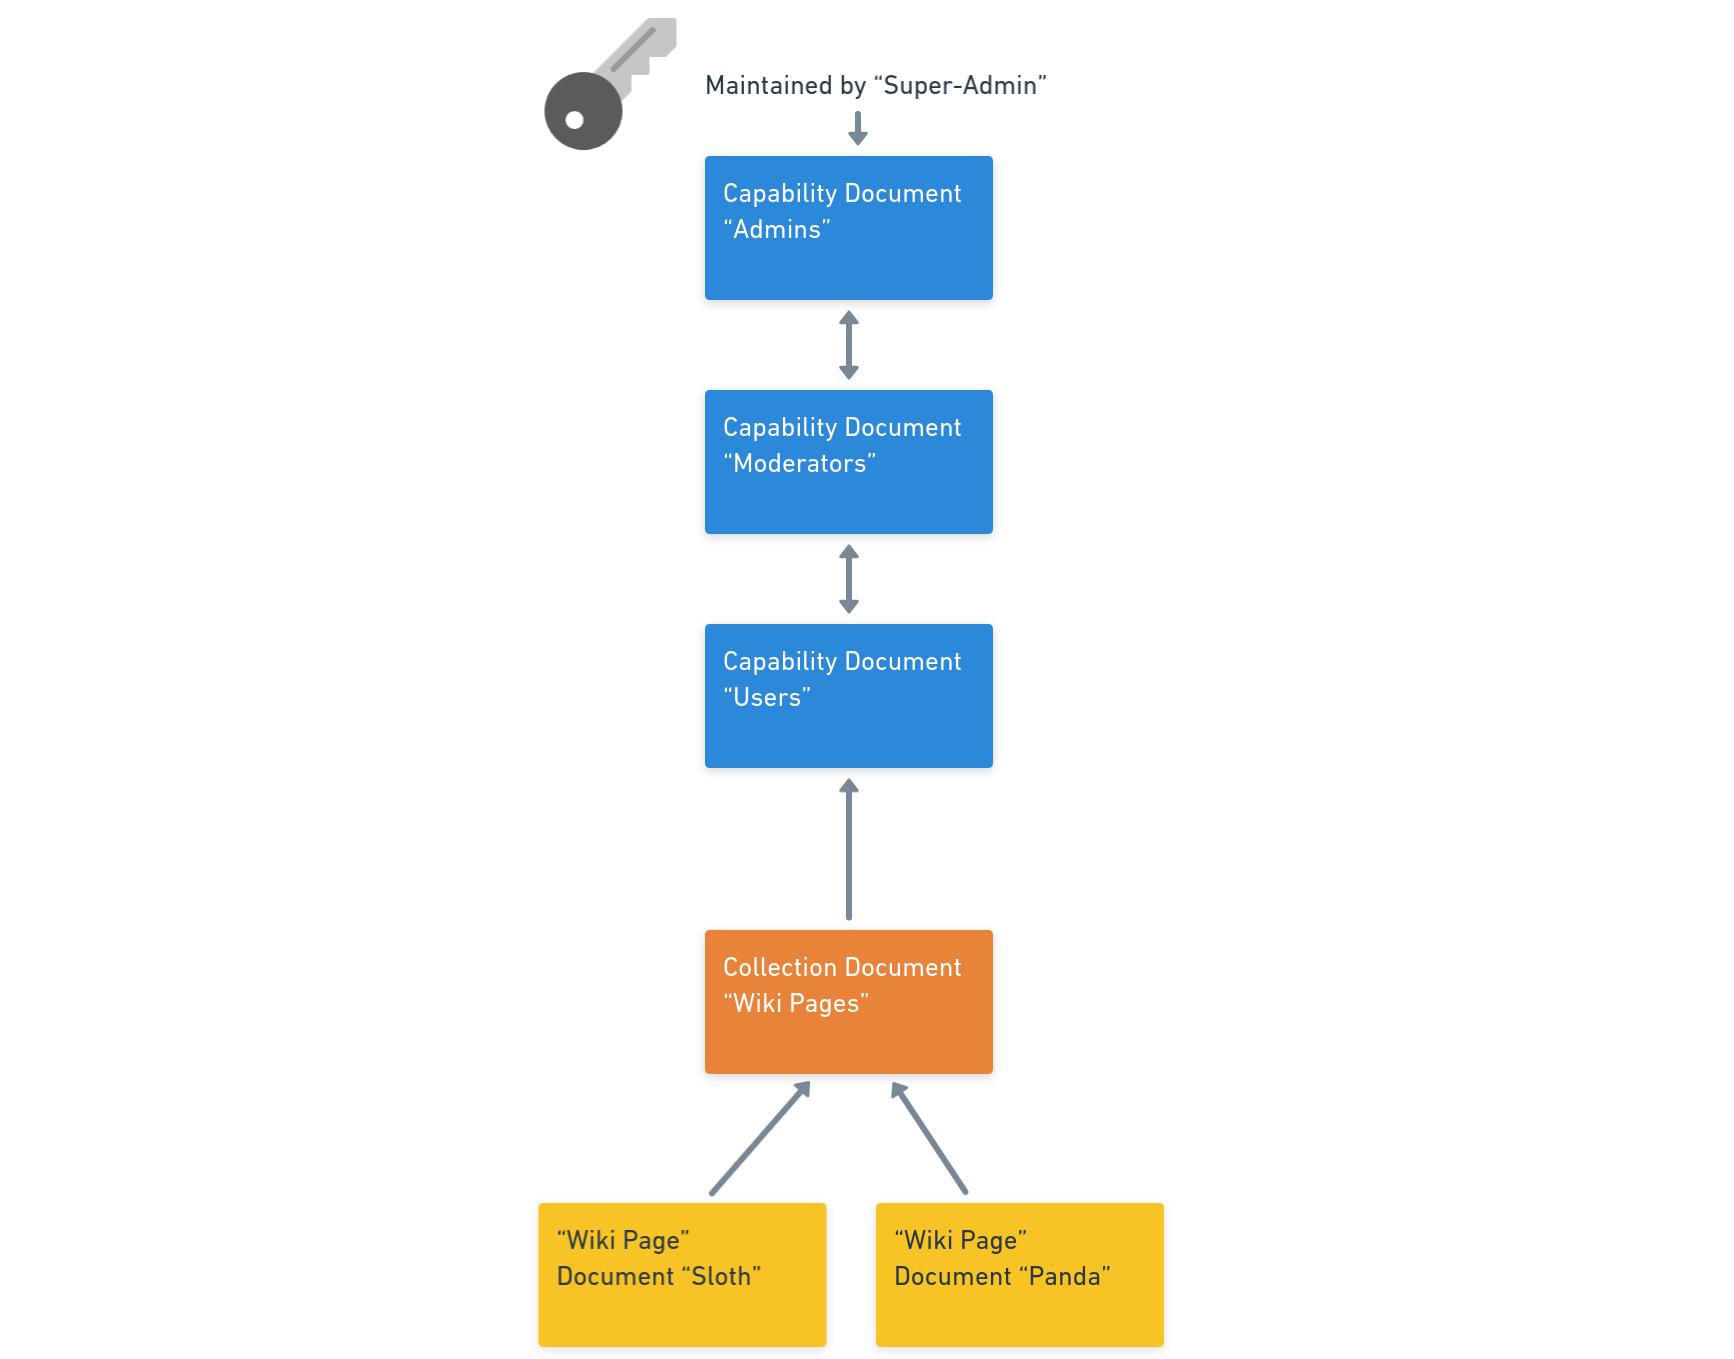 Maintained by “Super-Admin”
Capability Document
“Admins”
Capability Document
“Moderators”
Capability Document
“Users”
Collection Document
“Wiki Pages”
“Wiki Page”
Document “Sloth”
“Wiki Page”
Document “Panda”